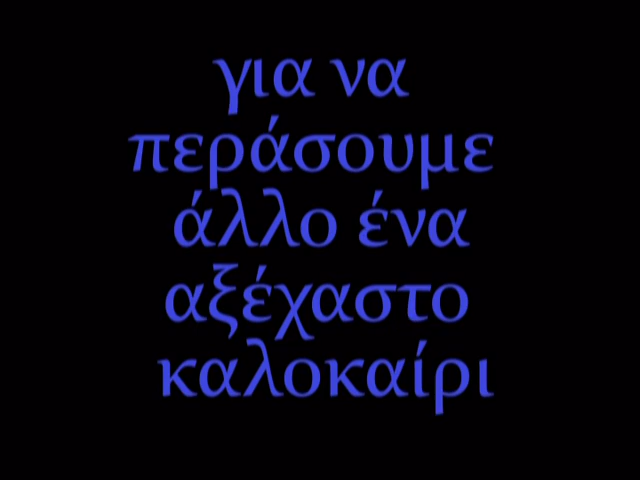 για να
περάσουμε
άλλο ένα
αξέχαστο
καλοκαίρι